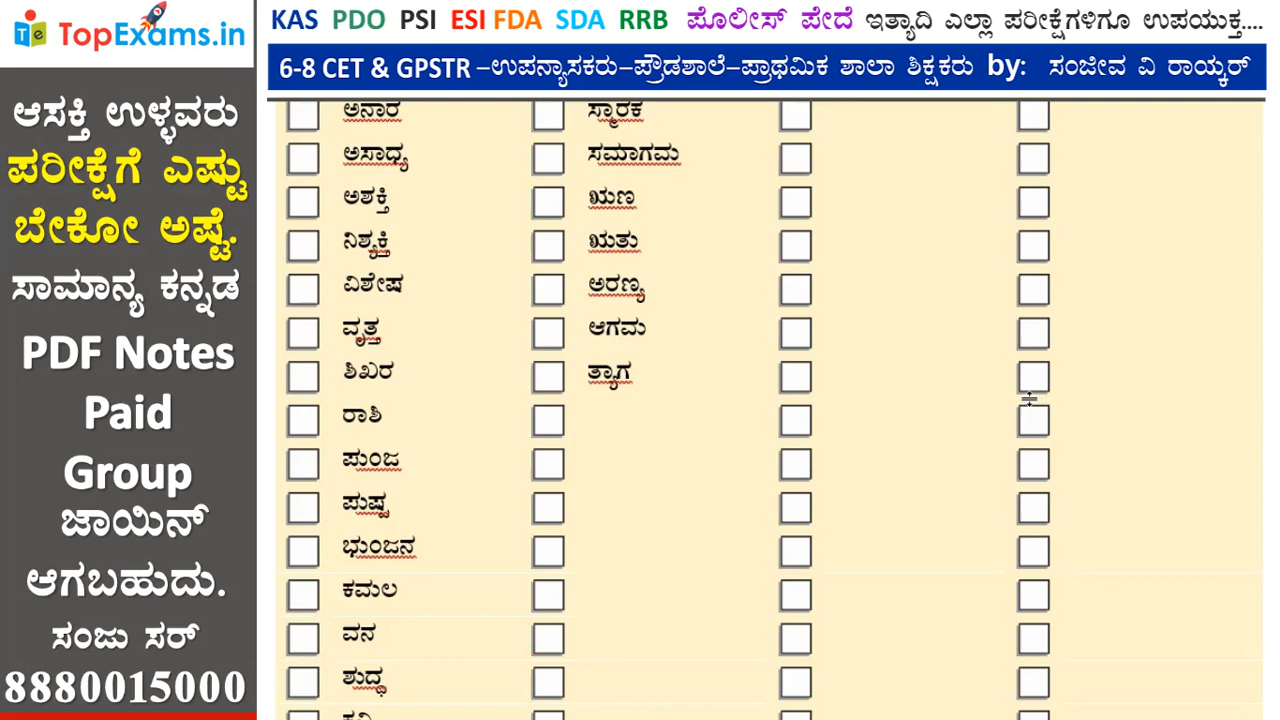 TopExams.in
ಆಸಕ್ತಿ ಉಳ್ಳವರು
ಪರೀಕ್ಷೆಗೆ ಎಷ್ಟು
ಬೇಕೋ ಅಷ್ಟೆ.
ಸಾಮಾನ್ಯ ಕನ್ನಡ
PDF Notes
Paid
Group
ಜಾಯಿನ್
ಆಗಬಹುದು.
ಸಂಜು ಸರ್
8880015000
KAS PDO PSI ESI FDA SDA RRB ಪೊಲೀಸ್ ಪೇದೆ ಇತ್ಯಾದಿ ಎಲ್ಲಾ ಪರೀಕ್ಷೆಗಳಿಗೂ ಉಪಯುಕ್ತ....
6-8 CET & GPSTR –ಉಪನ್ಯಾಸಕರು–ಪ್ರೌಡಶಾಲೆ–ಪ್ರಾಥಮಿಕ ಶಾಲಾ ಶಿಕ್ಷಕರು by: ಸಂಜೀವ ವಿ ರಾಯ್ಕರ್
ಅನಾರ
ಅಸಾಧ್ಯ
ಅಶಕ್ತಿ
ನಿಶ್ಯಕ್ತಿ
ವಿಶೇಷ
ವೃತ್ತ
ಶಿಖರ
ರಾಶಿ
ಪುಂಜ
ಪುಷ್ಪ
ಭುಂಜನ
ಕಮಲ
ವನ
ಶುದ್ಧ
ಸ್ಮಾರಕ
ಸಮಾಗಮ
ಋಣ
ಋತು
ಅರಣ್ಯ
ಆಗಮ
ತ್ಯಾಗ